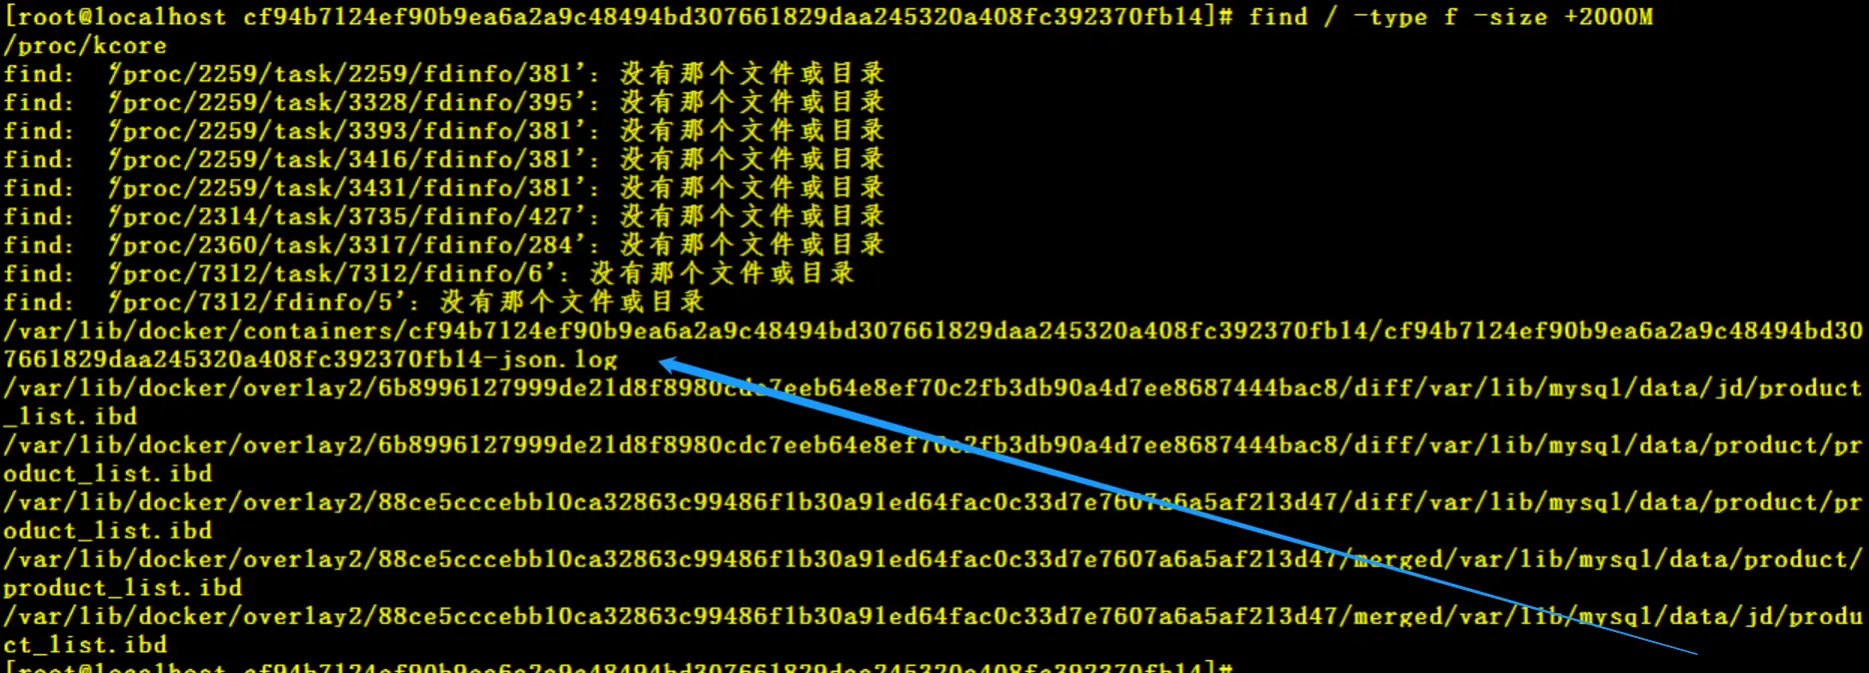 [root@localhost cf94b7124ef90b9ea6a2a9c48494bd307661829daa245320a408fc392370fb14]# find / -type f -size +2000M
/proc/kcore
find: ‘/proc/2259/task/2259/fdinfo/381’: 没有那个文件或目录
find: ‘/proc/2259/task/3328/fdinfo/395’: 没有那个文件或目录
find: ‘/proc/2259/task/3393/fdinfo/381’: 没有那个文件或目录
find: ‘/proc/2259/task/3416/fdinfo/381’: 没有那个文件或目录
find: ‘/proc/2259/task/3431/fdinfo/381’: 没有那个文件或目录
find: ‘/proc/2314/task/3735/fdinfo/427’: 没有那个文件或目录
find: ‘/proc/2360/task/3317/fdinfo/284’: 没有那个文件或目录
find: ‘/proc/7312/task/7312/fdinfo/6’: 没有那个文件或目录
find: ‘/proc/7312/fdinfo/5’: 没有那个文件或目录
/var/lib/docker/containers/cf94b7124ef90b9ea6a2a9c48494bd307661829daa245320a408fc392370fb14/cf94b7124ef90b9ea6a2a9c48494bd30
7661829daa245320a408fc392370fb14-json.log
/var/lib/docker/overlay2/6b8996127999de21d8f8980cdc7eeb64e8ef70c2fb3db90a4d7ee8687444bac8/diff/var/lib/mysql/data/jd/product
_list.ibd
/var/lib/docker/overlay2/6b8996127999de21d8f8980cdc7eeb64e8ef70c2fb3db90a4d7ee8687444bac8/diff/var/lib/mysql/data/product/pr
oduct_list.ibd
/var/lib/docker/overlay2/88ce5cccebb10ca32863c99486f1b30a91ed64fac0c33d7e7607a6a5af213d47/diff/var/lib/mysql/data/product/pr
oduct_list.ibd
/var/lib/docker/overlay2/88ce5cccebb10ca32863c99486f1b30a91ed64fac0c33d7e7607a6a5af213d47/merged/var/lib/mysql/data/product/
product_list.ibd
/var/lib/docker/overlay2/88ce5cccebb10ca32863c99486f1b30a91ed64fac0c33d7e7607a6a5af213d47/merged/var/lib/mysql/data/jd/produ
ct_list.ibd
[root@localhost cf94b7124ef90b9ea6a2a9c48494bd307661829daa245320a408fc392370fb14]#